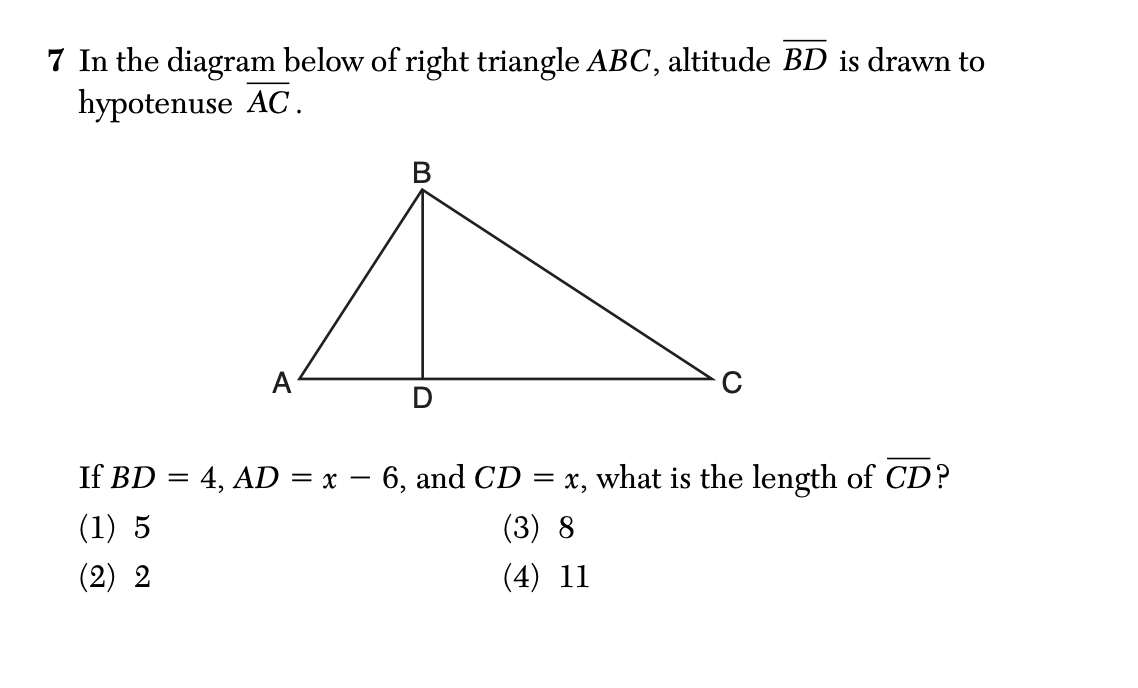 7 In the diagram below of right triangle ABC, altitude BD is drawn to
hypotenuse AC.
B
A
C
D
If BD = 4, AD = x − 6, and CD = x, what is the length of CD?
(1) 5 (3) 8
(2) 2 (4) 11